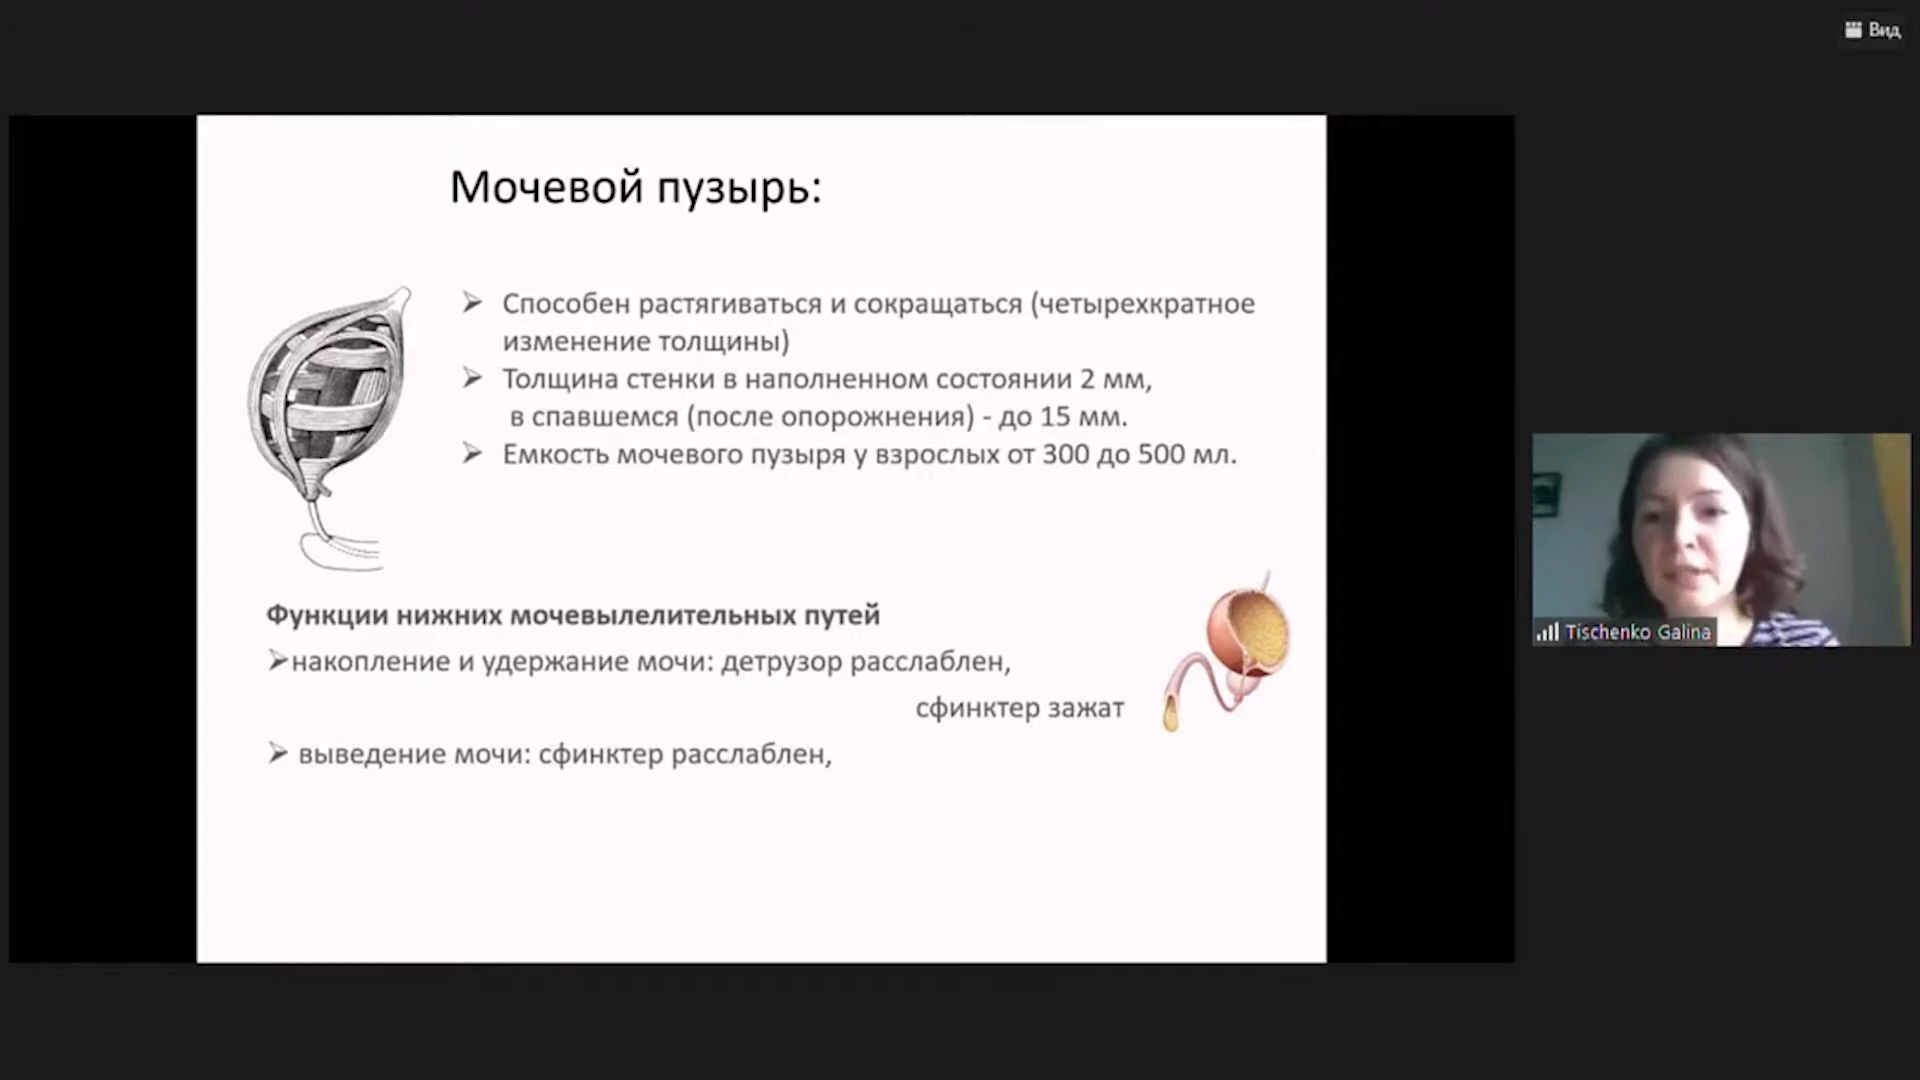 Вид
Мочевой пузырь:
➢ Способен растягиваться и сокращаться (четырехкратное
изменение толщины)
➢ Толщина стенки в наполненном состоянии 2 мм,
в спавшемся (после опорожнения) - до 15 мм.
➢ Емкость мочевого пузыря у взрослых от 300 до 500 мл.
Функции нижних мочевылелительных путей
➢накопление и удержание мочи: детрузор расслаблен,
сфинктер зажат
➢ выведение мочи: сфинктер расслаблен,
Tischenko Galina